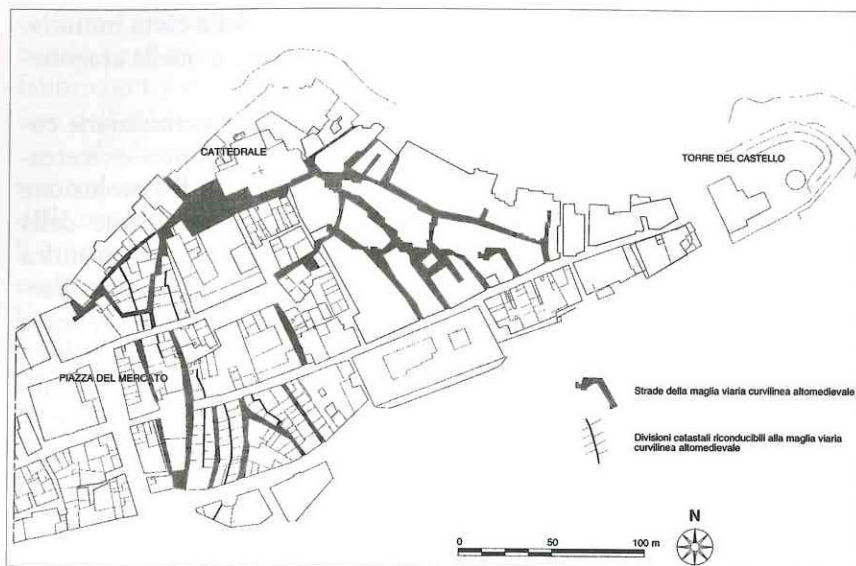 CATTEDRALE
TORRE DEL CASTELLO
PIAZZA DEL MERCATO
Strade della maglia viaria curvilinea altomedievale
Divisioni catastali riconducibili alla maglia viaria
curvilinea altomedievale
N
0 50 100 m